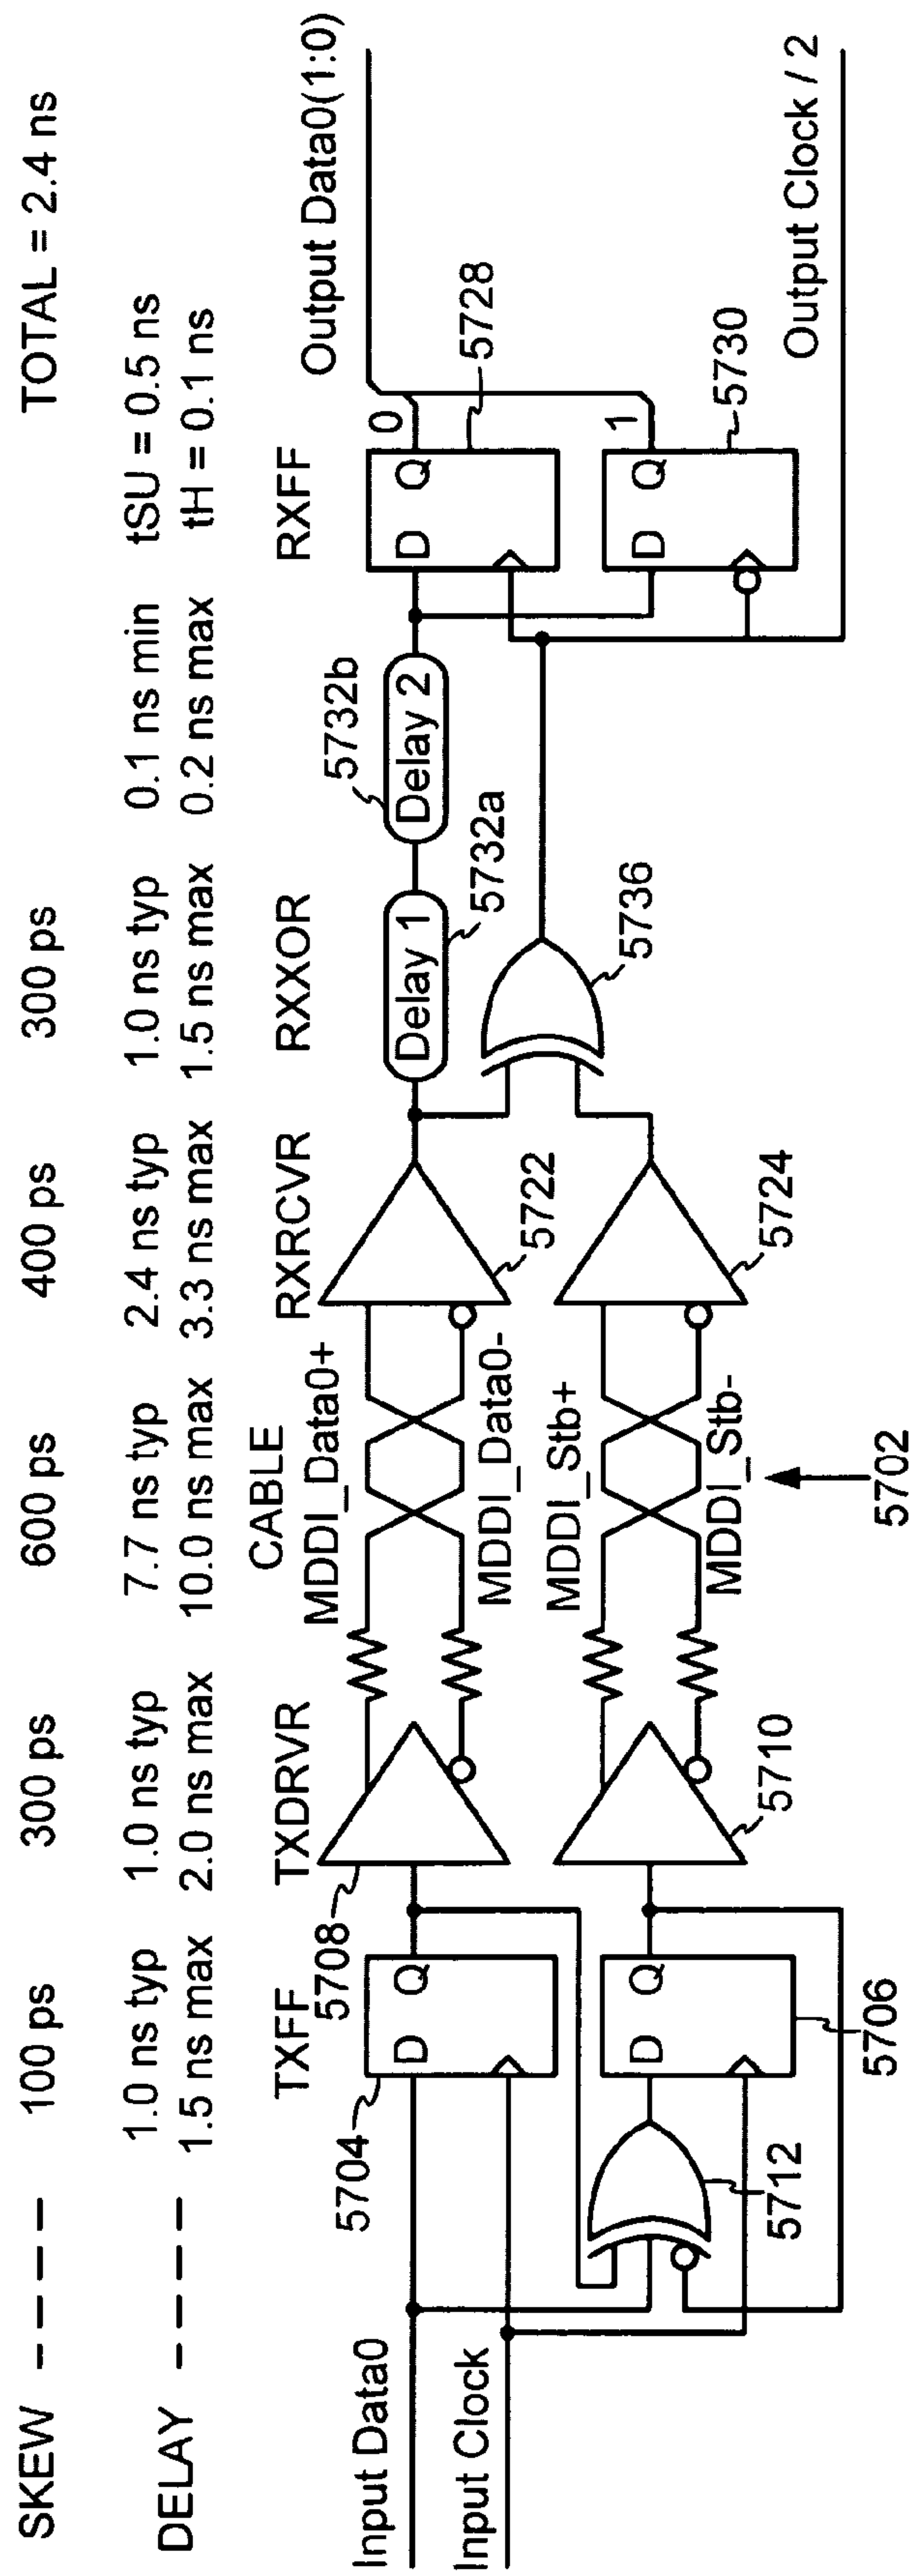 SKEW – – – – 100 ps 300 ps 600 ps 400 ps 300 ps TOTAL = 2.4 ns
DELAY – – – – 1.0 ns typ 1.0 ns typ 7.7 ns typ 2.4 ns typ 1.0 ns typ 0.1 ns min tSU = 0.5 ns
1.5 ns max 2.0 ns max 10.0 ns max 3.3 ns max 1.5 ns max 0.2 ns max tH = 0.1 ns
TXFF TXDRVR CABLE RXRCVR RXXOR RXFF
MDDI_Data0+
5704
5708
5732b
Output Data0(1:0)
Input Data0
D Q
Delay 1
Delay 2
D Q
0
MDDI_Data0-
5722
5732a
5728
Input Clock
MDDI_Stb+
5736
D Q
D Q
1
5712
5706
5710
MDDI_Stb-
5724
5730
5702
Output Clock / 2